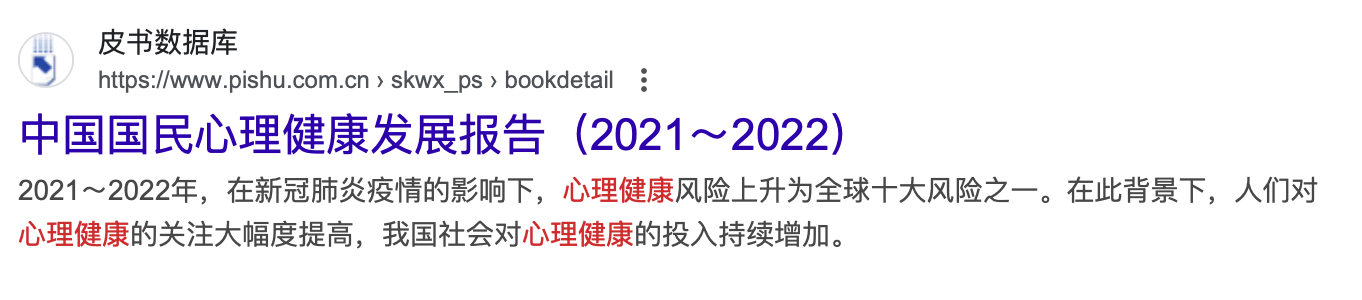 皮书数据库
https://www.pishu.com.cn › skwx_ps › bookdetail
中国国民心理健康发展报告（2021～2022）
2021～2022年，在新冠肺炎疫情的影响下，心理健康风险上升为全球十大风险之一。在此背景下，人们对
心理健康的关注大幅度提高，我国社会对心理健康的投入持续增加。